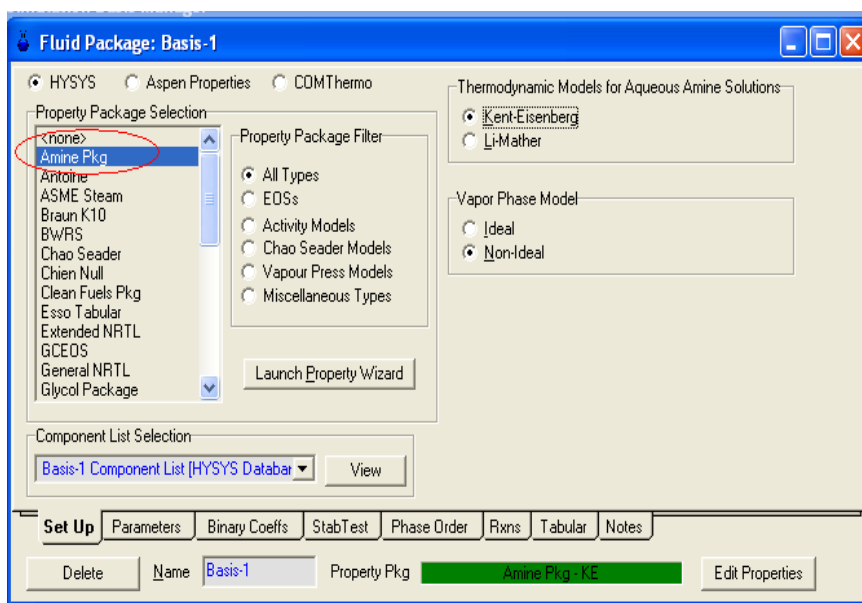 Fluid Package: Basis-1
HYSYS Aspen Properties COMThermo
Property Package Selection
<none>
Amine Pkg
Antoine
ASME Steam
Braun K10
BWRS
Chao Seader
Chien Null
Clean Fuels Pkg
Esso Tabular
Extended NRTL
GCEOS
General NRTL
Glycol Package
Property Package Filter
All Types
EOSs
Activity Models
Chao Seader Models
Vapour Press Models
Miscellaneous Types
Launch Property Wizard
Thermodynamic Models for Aqueous Amine Solutions
Kent-Eisenberg
Li-Mather
Vapor Phase Model
Ideal
Non-Ideal
Component List Selection
Basis-1 Component List [HYSYS Databar
View
Set Up Parameters Binary Coeffs StabTest Phase Order Rxns Tabular Notes
Delete Name Basis-1 Property Pkg Amine Pkg - KE Edit Properties